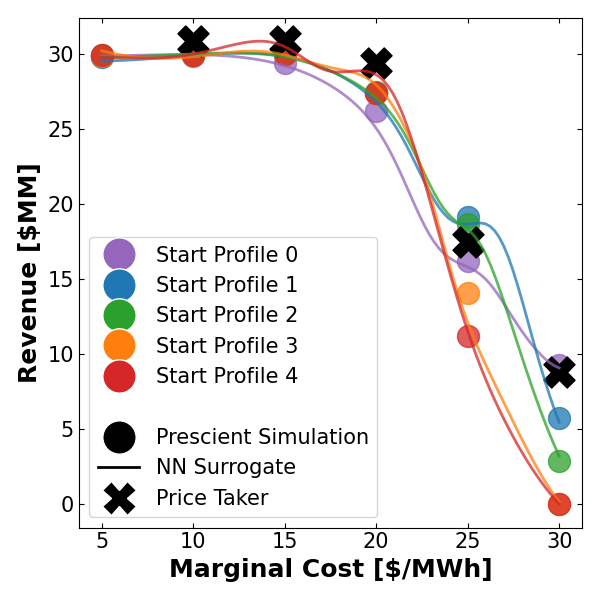 Revenue [$MM]
30
25
20
15
10
5
0
Start Profile 0
Start Profile 1
Start Profile 2
Start Profile 3
Start Profile 4
Prescient Simulation
NN Surrogate
Price Taker
5 10 15 20 25 30
Marginal Cost [$/MWh]